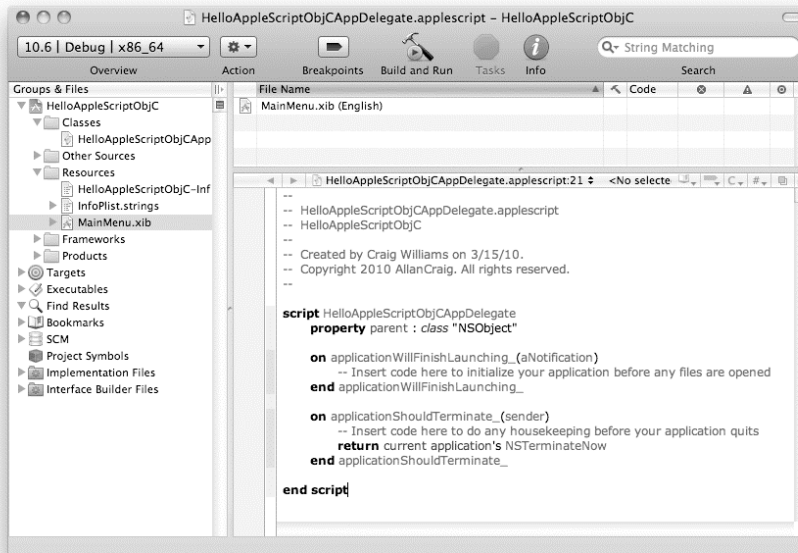 HelloAppleScriptObjCAppDelegate.applescript – HelloAppleScriptObjC
10.6 | Debug | x86_64
String Matching
Overview
Action
Breakpoints
Build and Run
Tasks
Info
Search
Groups & Files
HelloAppleScriptObjC
Classes
HelloAppleScriptObjCApp
Other Sources
Resources
HelloAppleScriptObjC-Inf
InfoPlist.strings
MainMenu.xib
Frameworks
Products
Targets
Executables
Find Results
Bookmarks
SCM
Project Symbols
Implementation Files
Interface Builder Files
File Name
Code
MainMenu.xib (English)
HelloAppleScriptObjCAppDelegate.applescript:21
<No selecte
C
#
--
-- HelloAppleScriptObjCAppDelegate.applescript
-- HelloAppleScriptObjC
--
-- Created by Craig Williams on 3/15/10.
-- Copyright 2010 AllanCraig. All rights reserved.
--
script HelloAppleScriptObjCAppDelegate
property parent : class "NSObject"
on applicationWillFinishLaunching_(aNotification)
-- Insert code here to initialize your application before any files are opened
end applicationWillFinishLaunching_
on applicationShouldTerminate_(sender)
-- Insert code here to do any housekeeping before your application quits
return current application's NSTerminateNow
end applicationShouldTerminate_
end script